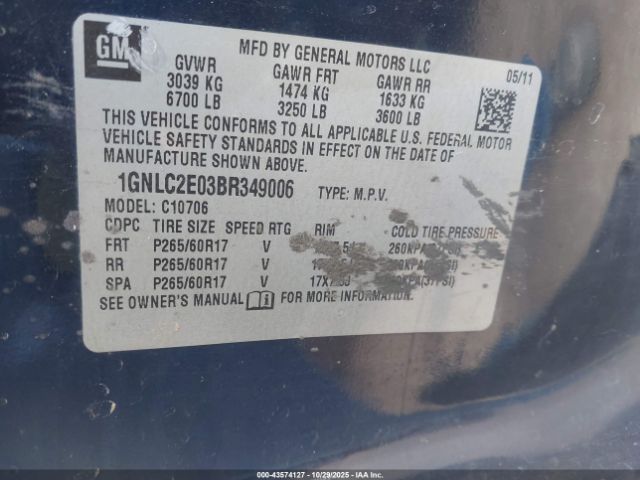 GM
MFD BY GENERAL MOTORS LLC
GVWR GAWR FRT GAWR RR 05/11
3039 KG 1474 KG 1633 KG
6700 LB 3250 LB 3600 LB
THIS VEHICLE CONFORMS TO ALL APPLICABLE U.S. FEDERAL MOTOR
VEHICLE SAFETY STANDARDS IN EFFECT ON THE DATE OF
MANUFACTURE SHOWN ABOVE.
1GNLC2E03BR349006 TYPE: M.P.V.
MODEL: C10706
CDPC TIRE SIZE SPEED RTG RIM COLD TIRE PRESSURE
FRT P265/60R17 V
RR P265/60R17 V
SPA P265/60R17 V
SEE OWNER'S MANUAL FOR MORE INFORMATION.
000-43574127 - 10/29/2025 - IAAI.COM